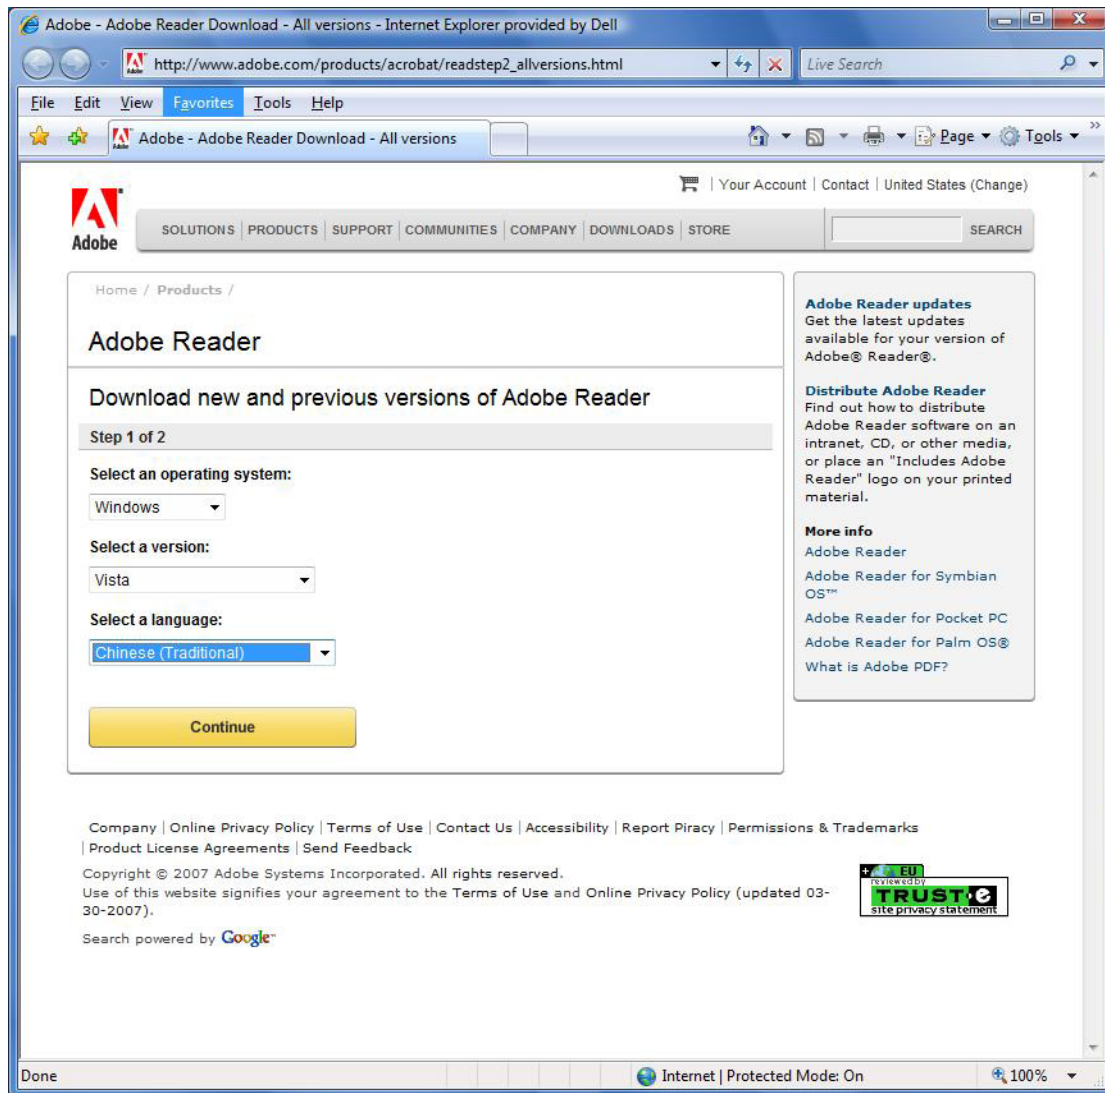 Adobe - Adobe Reader Download - All versions - Internet Explorer provided by Dell
http://www.adobe.com/products/acrobat/readstep2_allversions.html
Live Search
File Edit View Favorites Tools Help
Adobe - Adobe Reader Download - All versions
Page Tools
Your Account | Contact | United States (Change)
Adobe
SOLUTIONS | PRODUCTS | SUPPORT | COMMUNITIES | COMPANY | DOWNLOADS | STORE
SEARCH
Home / Products /
Adobe Reader
Download new and previous versions of Adobe Reader
Step 1 of 2
Select an operating system:
Windows
Select a version:
Vista
Select a language:
Chinese (Traditional)
Continue
Adobe Reader updates
Get the latest updates
available for your version of
Adobe® Reader®.
Distribute Adobe Reader
Find out how to distribute
Adobe Reader software on an
intranet, CD, or other media,
or place an "Includes Adobe
Reader" logo on your printed
material.
More info
Adobe Reader
Adobe Reader for Symbian
OS™
Adobe Reader for Pocket PC
Adobe Reader for Palm OS®
What is Adobe PDF?
Company | Online Privacy Policy | Terms of Use | Contact Us | Accessibility | Report Piracy | Permissions & Trademarks
| Product License Agreements | Send Feedback
Copyright © 2007 Adobe Systems Incorporated. All rights reserved.
Use of this website signifies your agreement to the Terms of Use and Online Privacy Policy (updated 03-
30-2007).
Search powered by Google™
EU
reviewed by
TRUST·e
site privacy statement
Done
Internet | Protected Mode: On
100%